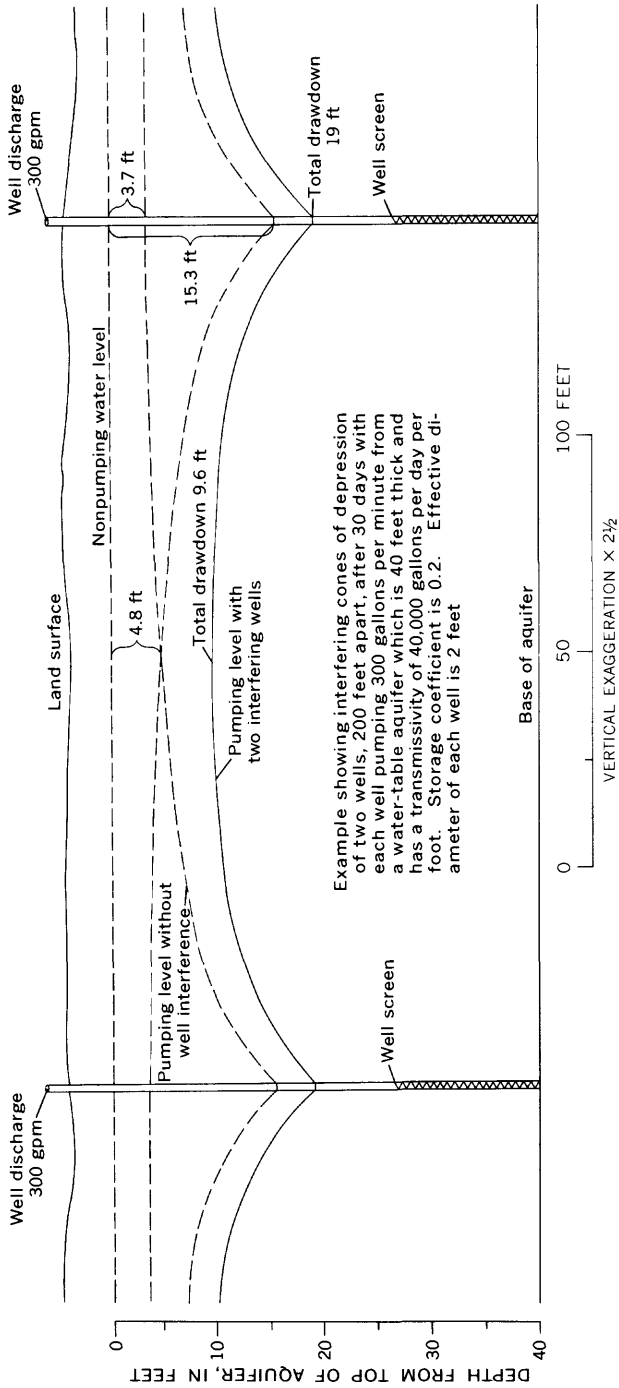 Well discharge
300 gpm
Well discharge
300 gpm
Land surface
Nonpumping water level
4.8 ft
3.7 ft
15.3 ft
Pumping level without
well interference
Total drawdown 9.6 ft
Pumping level with
two interfering wells
Total drawdown
19 ft
Well screen
Well screen
Example showing interfering cones of depression
of two wells, 200 feet apart, after 30 days with
each well pumping 300 gallons per minute from
a water-table aquifer which is 40 feet thick and
has a transmissivity of 40,000 gallons per day per
foot. Storage coefficient is 0.2. Effective di-
ameter of each well is 2 feet
Base of aquifer
DEPTH FROM TOP OF AQUIFER, IN FEET
0
10
20
30
40
0 50 100 FEET
VERTICAL EXAGGERATION × 2½